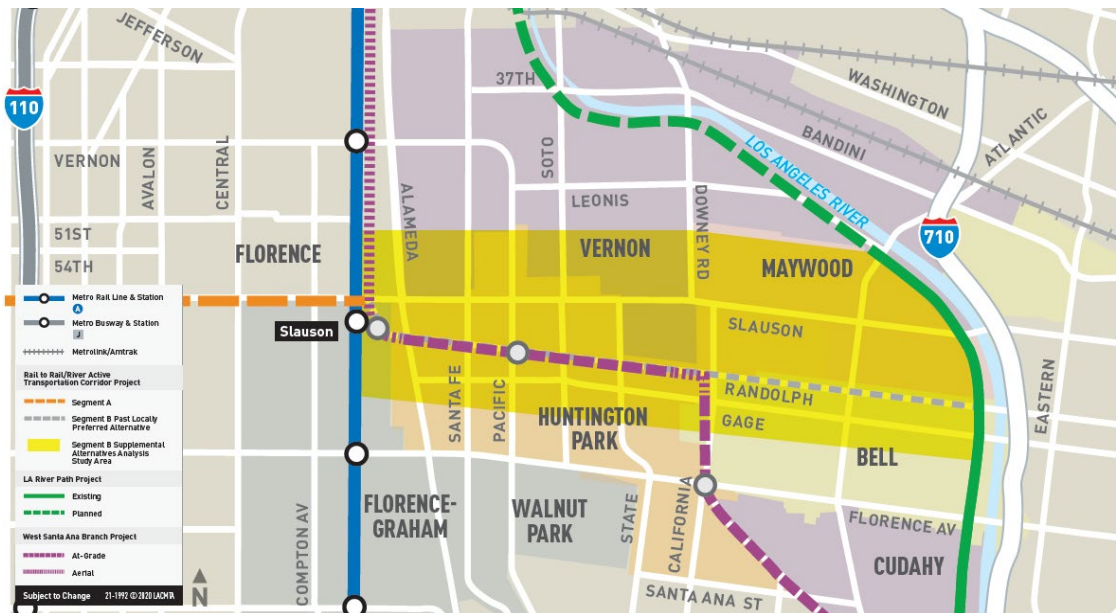 JEFFERSON
110
37TH
WASHINGTON
BANDINI
ATLANTIC
VERNON
AVALON
CENTRAL
SOTO
ALAMEDA
LEONIS
DOWNEY RD
LOS ANGELES RIVER
710
51ST
54TH
FLORENCE
VERNON
MAYWOOD
SLAUSON
Slauson
RANDOLPH
GAGE
EASTERN
SANTA FE
PACIFIC
HUNTINGTON
PARK
BELL
COMPTON AV
FLORENCE-
GRAHAM
WALNUT
PARK
STATE
CALIFORNIA
FLORENCE AV
CUDAHY
SANTA ANA ST
Metro Rail Line & Station
A
Metro Busway & Station
J
Metrolink/Amtrak
Rail to Rail/River Active
Transportation Corridor Project
Segment A
Segment B Past Locally
Preferred Alternative
Segment B Supplemental
Alternatives Analysis
Study Area
LA River Path Project
Existing
Planned
West Santa Ana Branch Project
At-Grade
Aerial
Subject to Change 21-1992 © 2020 LACMTA
N